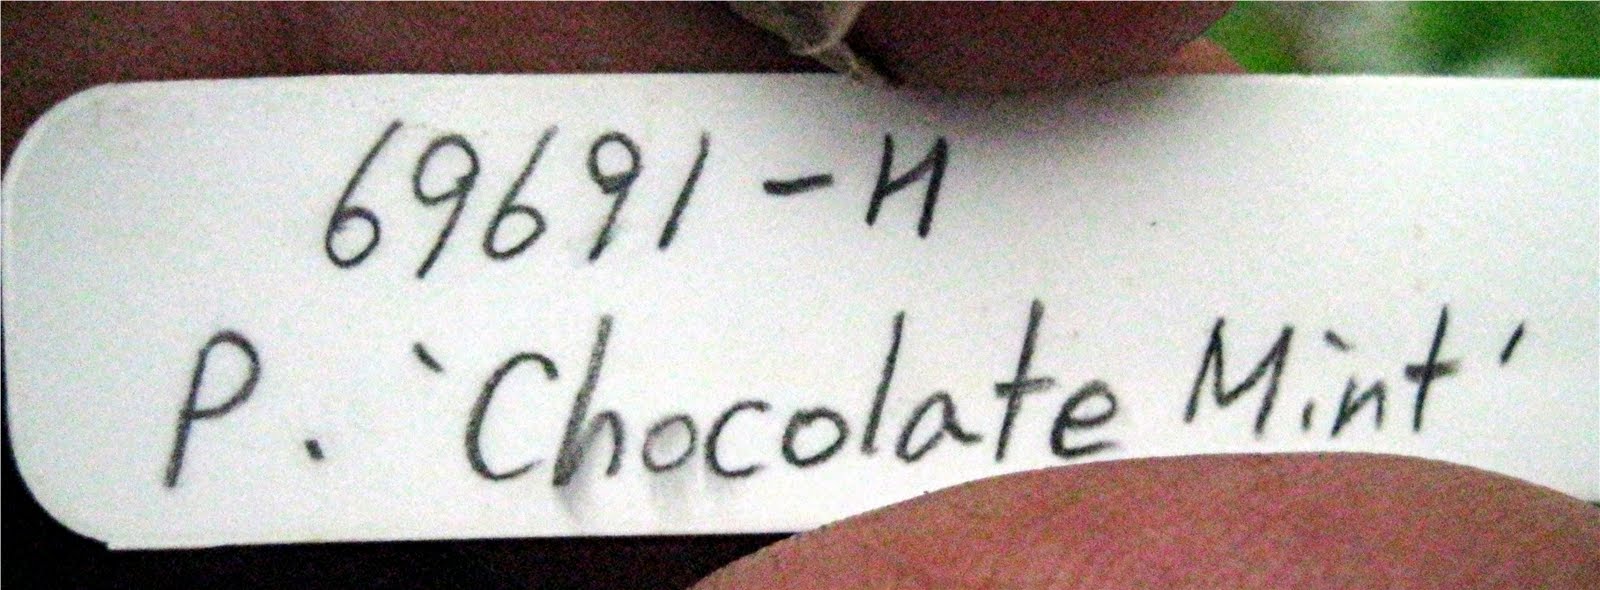 69691-H
P. 'Chocolate Mint'